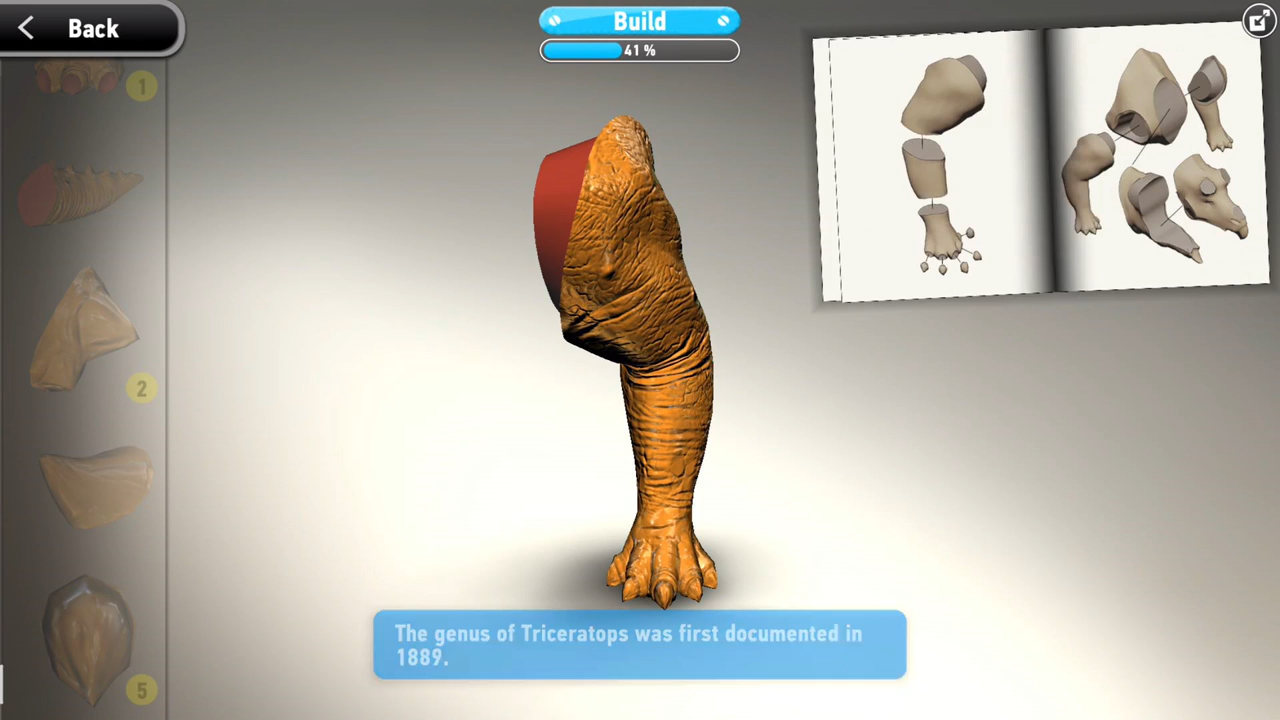 Back
Build
41 %
1
2
5
The genus of Triceratops was first documented in
1889.